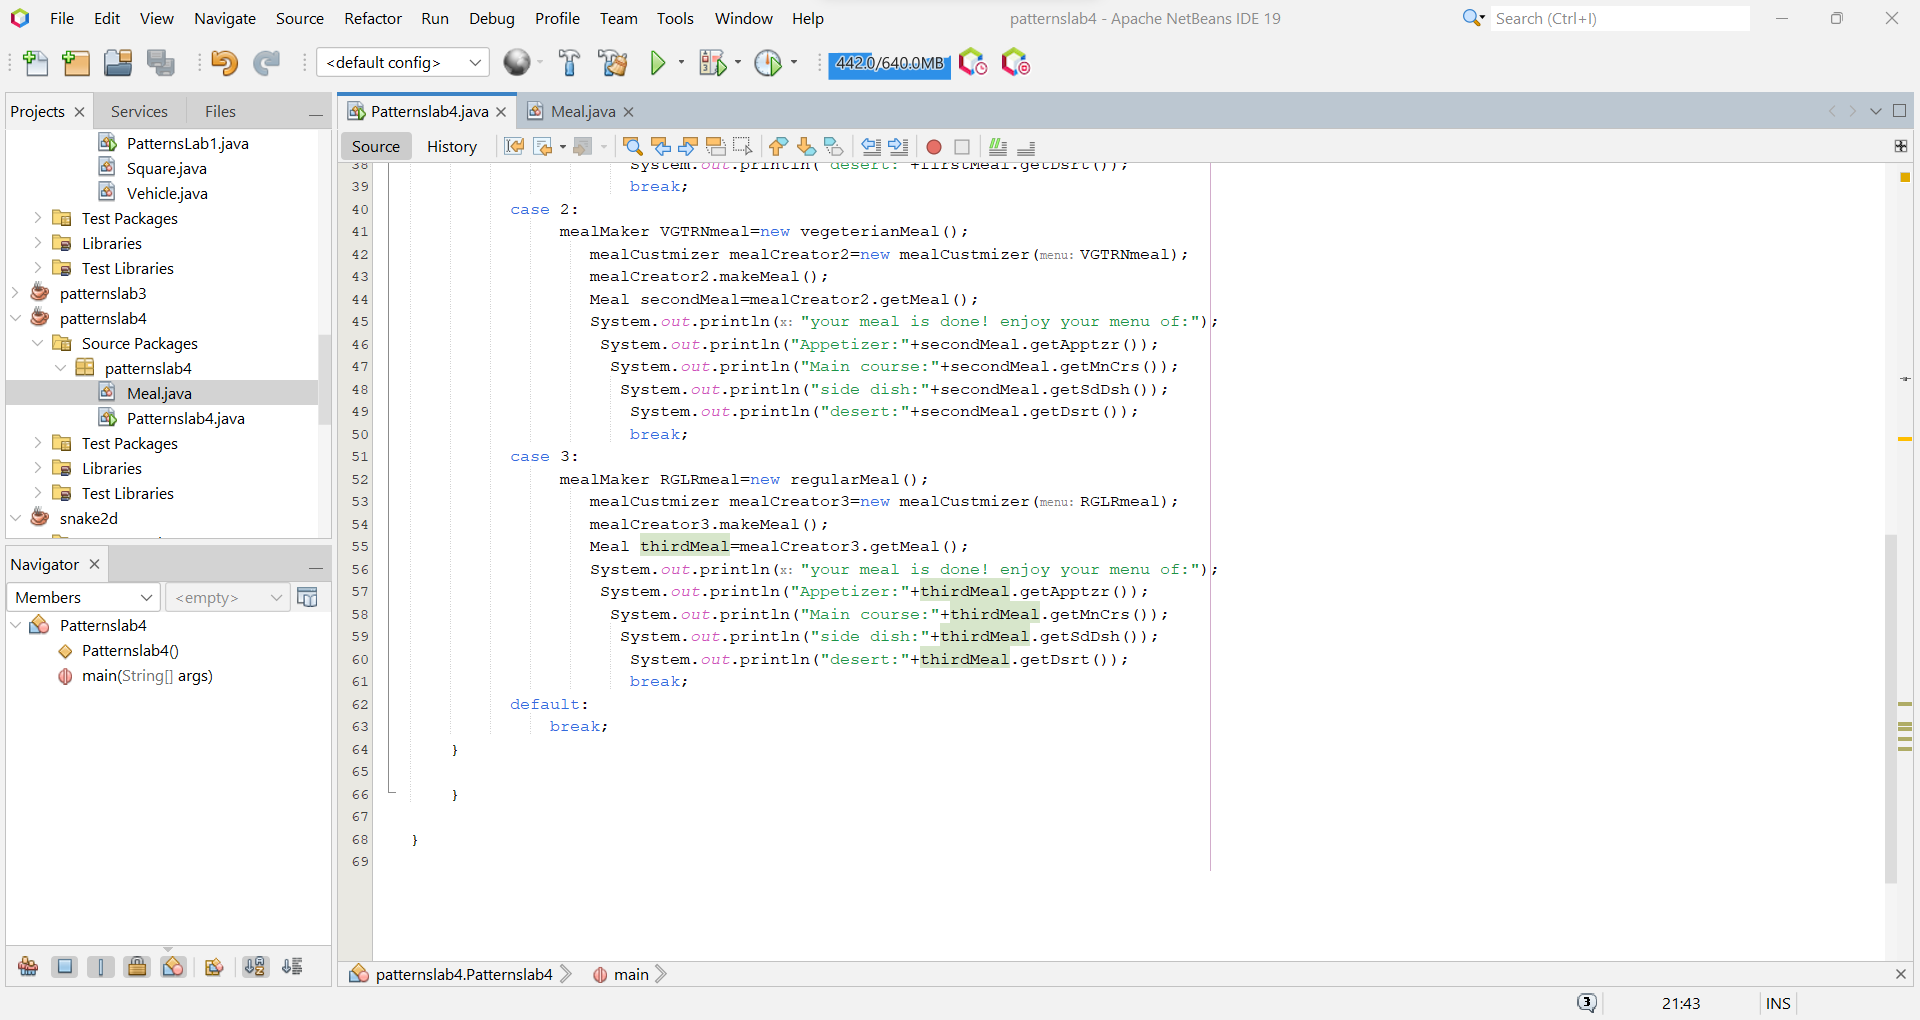 File Edit View Navigate Source Refactor Run Debug Profile Team Tools Window Help patternslab4 - Apache NetBeans IDE 19 Search (Ctrl+I)
<default config> 442.0/640.0MB
Projects Services Files
PatternsLab1.java
Square.java
Vehicle.java
Test Packages
Libraries
Test Libraries
patternslab3
patternslab4
Source Packages
patternslab4
Meal.java
Patternslab4.java
Test Packages
Libraries
Test Libraries
snake2d
Navigator
Members <empty>
Patternslab4
Patternslab4()
main(String[] args)
Patternslab4.java Meal.java
Source History
38 System.out.println("desert:"+firstMeal.getDsrt());
39 break;
40 case 2:
41 mealMaker VGTRNmeal=new vegeterianMeal();
42 mealCustmizer mealCreator2=new mealCustmizer(menu: VGTRNmeal);
43 mealCreator2.makeMeal();
44 Meal secondMeal=mealCreator2.getMeal();
45 System.out.println(x: "your meal is done! enjoy your menu of:");
46 System.out.println("Appetizer:"+secondMeal.getApptzr());
47 System.out.println("Main course:"+secondMeal.getMnCrs());
48 System.out.println("side dish:"+secondMeal.getSdDsh());
49 System.out.println("desert:"+secondMeal.getDsrt());
50 break;
51 case 3:
52 mealMaker RGLRmeal=new regularMeal();
53 mealCustmizer mealCreator3=new mealCustmizer(menu: RGLRmeal);
54 mealCreator3.makeMeal();
55 Meal thirdMeal=mealCreator3.getMeal();
56 System.out.println(x: "your meal is done! enjoy your menu of:");
57 System.out.println("Appetizer:"+thirdMeal.getApptzr());
58 System.out.println("Main course:"+thirdMeal.getMnCrs());
59 System.out.println("side dish:"+thirdMeal.getSdDsh());
60 System.out.println("desert:"+thirdMeal.getDsrt());
61 break;
62 default:
63 break;
64 }
65
66 }
67
68 }
69
patternslab4.Patternslab4 main
3 21:43 INS